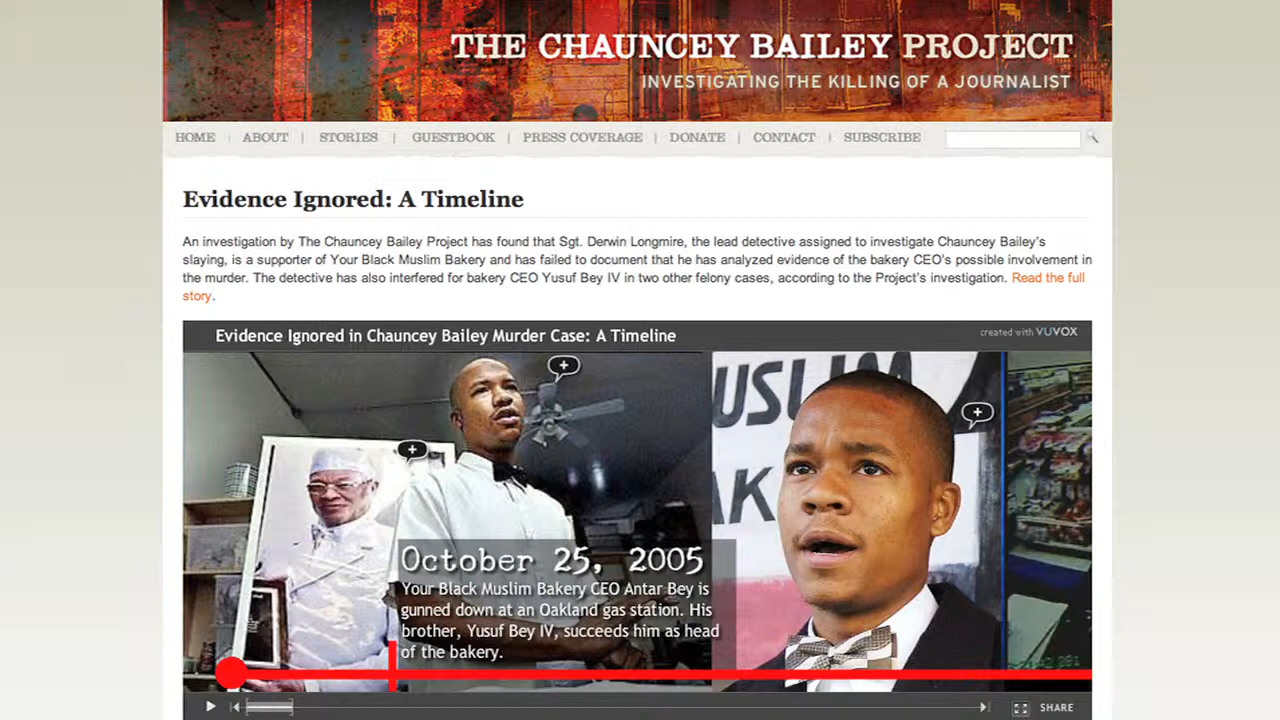 THE CHAUNCEY BAILEY PROJECT
INVESTIGATING THE KILLING OF A JOURNALIST
HOME | ABOUT | STORIES | GUESTBOOK | PRESS COVERAGE | DONATE | CONTACT | SUBSCRIBE
Evidence Ignored: A Timeline
An investigation by The Chauncey Bailey Project has found that Sgt. Derwin Longmire, the lead detective assigned to investigate Chauncey Bailey's
slaying, is a supporter of Your Black Muslim Bakery and has failed to document that he has analyzed evidence of the bakery CEO's possible involvement in
the murder. The detective has also interfered for bakery CEO Yusuf Bey IV in two other felony cases, according to the Project's investigation. Read the full
story.
Evidence Ignored in Chauncey Bailey Murder Case: A Timeline
created with VUVOX
USLIM
AK
October 25, 2005
Your Black Muslim Bakery CEO Antar Bey is
gunned down at an Oakland gas station. His
brother, Yusuf Bey IV, succeeds him as head
of the bakery.
SHARE